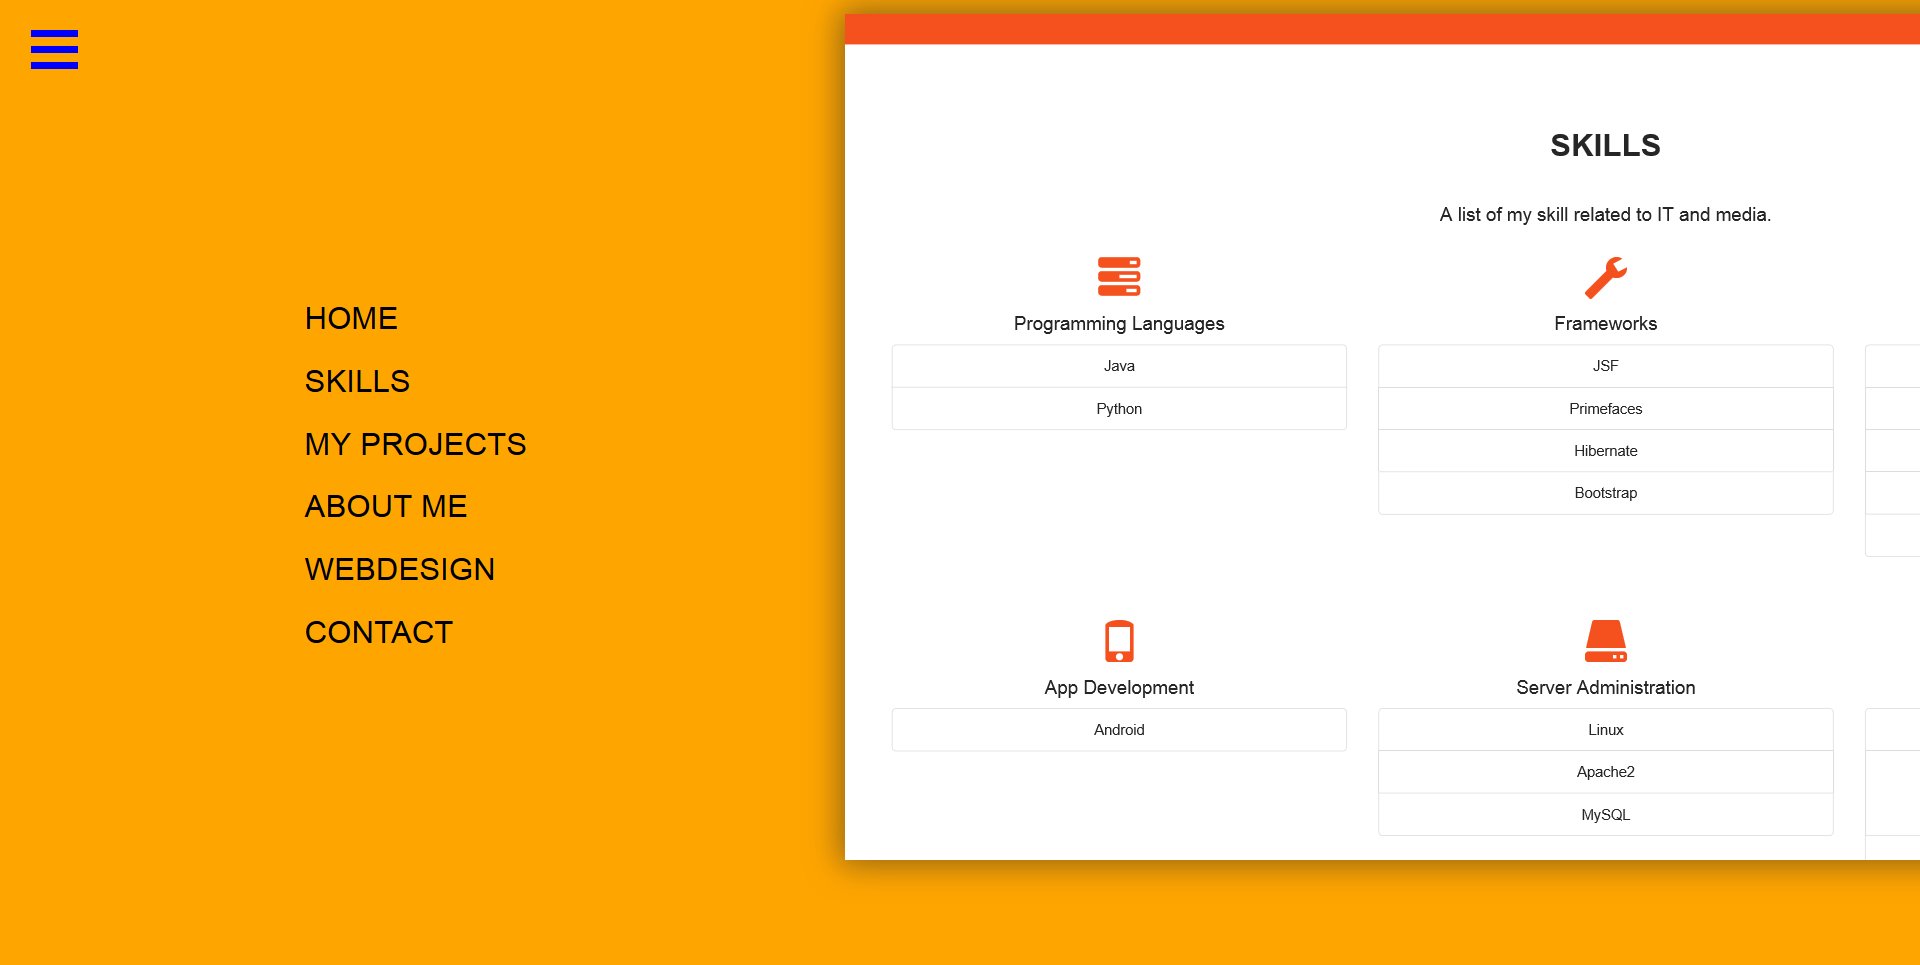 HOME
SKILLS
MY PROJECTS
ABOUT ME
WEBDESIGN
CONTACT
SKILLS
A list of my skill related to IT and media.
Programming Languages
Java
Python
Frameworks
JSF
Primefaces
Hibernate
Bootstrap
App Development
Android
Server Administration
Linux
Apache2
MySQL